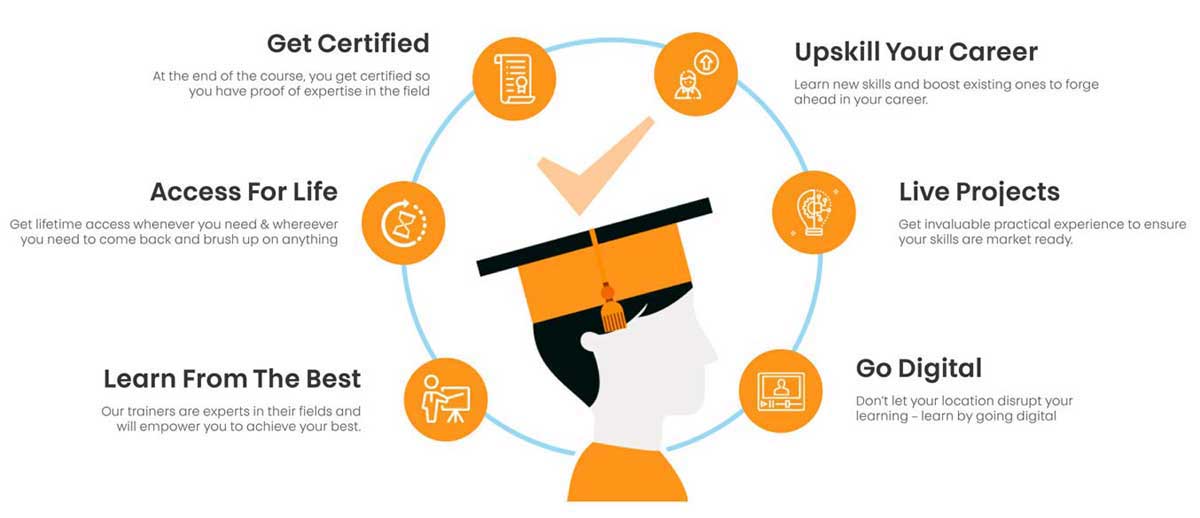 Get Certified
At the end of the course, you get certified so
you have proof of expertise in the field
Upskill Your Career
Learn new skills and boost existing ones to forge
ahead in your career.
Access For Life
Get lifetime access whenever you need & whereever
you need to come back and brush up on anything
Live Projects
Get invaluable practical experience to ensure
your skills are market ready.
Learn From The Best
Our trainers are experts in their fields and
will empower you to achieve your best.
Go Digital
Don't let your location disrupt your
learning – learn by going digital